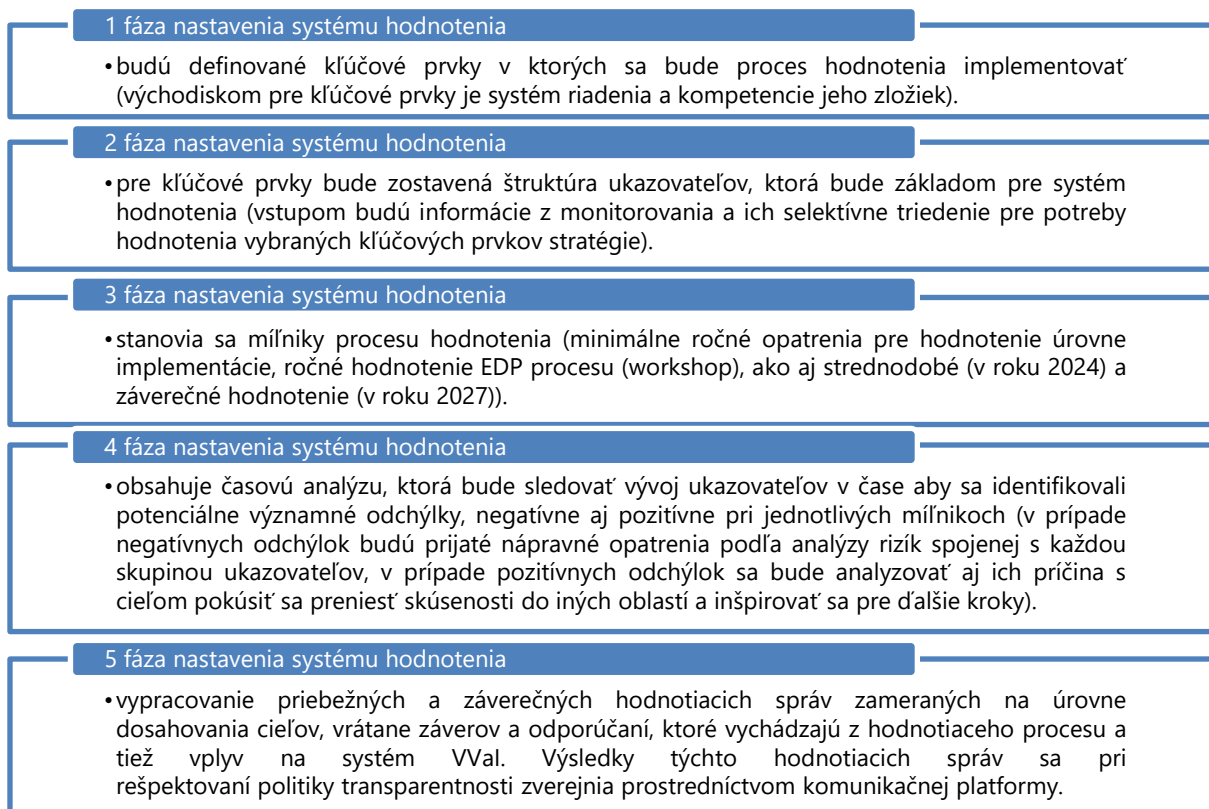 1 fáza nastavenia systému hodnotenia
•budú definované kľúčové prvky v ktorých sa bude proces hodnotenia implementovať
(východiskom pre kľúčové prvky je systém riadenia a kompetencie jeho zložiek).
2 fáza nastavenia systému hodnotenia
•pre kľúčové prvky bude zostavená štruktúra ukazovateľov, ktorá bude základom pre systém
hodnotenia (vstupom budú informácie z monitorovania a ich selektívne triedenie pre potreby
hodnotenia vybraných kľúčových prvkov stratégie).
3 fáza nastavenia systému hodnotenia
•stanovia sa míľniky procesu hodnotenia (minimálne ročné opatrenia pre hodnotenie úrovne
implementácie, ročné hodnotenie EDP procesu (workshop), ako aj strednodobé (v roku 2024) a
záverečné hodnotenie (v roku 2027)).
4 fáza nastavenia systému hodnotenia
•obsahuje časovú analýzu, ktorá bude sledovať vývoj ukazovateľov v čase aby sa identifikovali
potenciálne významné odchýlky, negatívne aj pozitívne pri jednotlivých míľnikoch (v prípade
negatívnych odchýlok budú prijaté nápravné opatrenia podľa analýzy rizík spojenej s každou
skupinou ukazovateľov, v prípade pozitívnych odchýlok sa bude analyzovať aj ich príčina s
cieľom pokúsiť sa preniesť skúsenosti do iných oblastí a inšpirovať sa pre ďalšie kroky).
5 fáza nastavenia systému hodnotenia
•vypracovanie priebežných a záverečných hodnotiacich správ zameraných na úrovne
dosahovania cieľov, vrátane záverov a odporúčaní, ktoré vychádzajú z hodnotiaceho procesu a
tiež vplyv na systém VVaI. Výsledky týchto hodnotiacich správ sa pri
rešpektovaní politiky transparentnosti zverejnia prostredníctvom komunikačnej platformy.